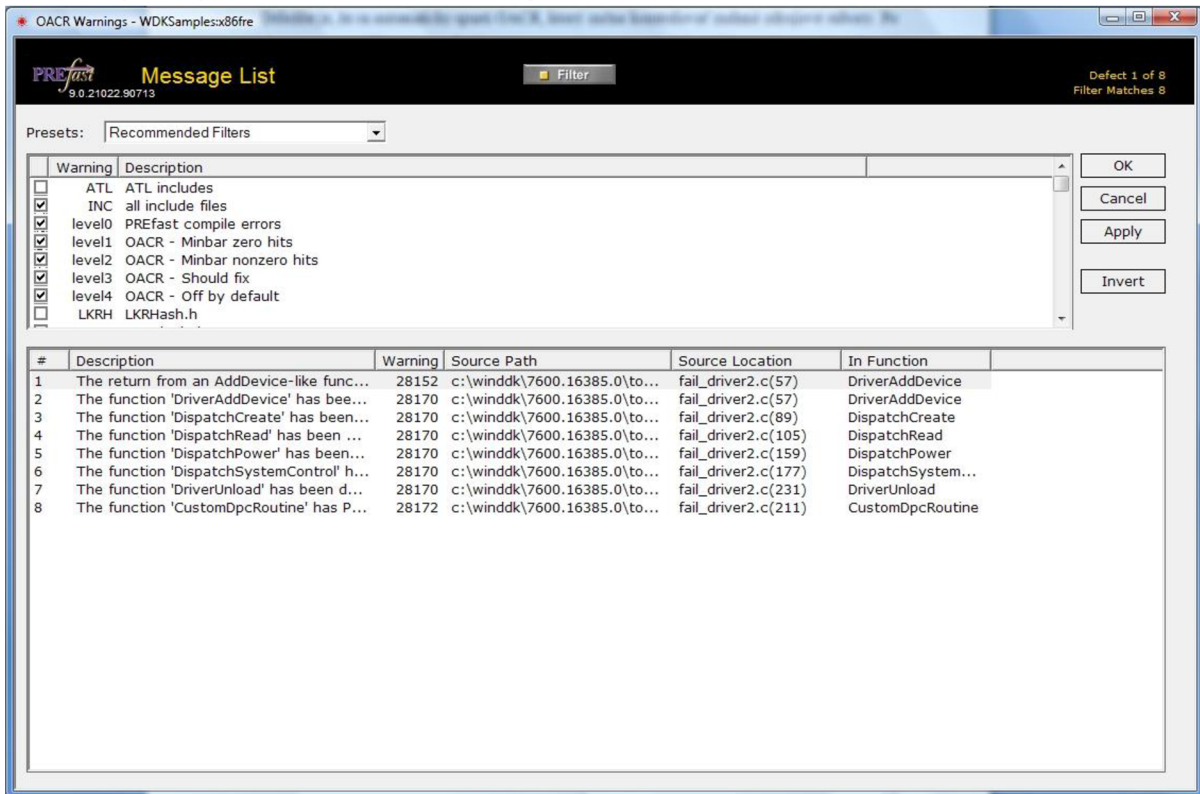 OACR Warnings - WDKSamples:x86fre
PREfast
9.0.21022.90713
Message List
Filter
Defect 1 of 8
Filter Matches 8
Presets: Recommended Filters
Warning Description
ATL ATL includes
INC all include files
level0 PREfast compile errors
level1 OACR - Minbar zero hits
level2 OACR - Minbar nonzero hits
level3 OACR - Should fix
level4 OACR - Off by default
LKRH LKRHash.h
OK
Cancel
Apply
Invert
# Description Warning Source Path Source Location In Function
1 The return from an AddDevice-like func... 28152 c:\winddk\7600.16385.0\to... fail_driver2.c(57) DriverAddDevice
2 The function 'DriverAddDevice' has bee... 28170 c:\winddk\7600.16385.0\to... fail_driver2.c(57) DriverAddDevice
3 The function 'DispatchCreate' has been... 28170 c:\winddk\7600.16385.0\to... fail_driver2.c(89) DispatchCreate
4 The function 'DispatchRead' has been ... 28170 c:\winddk\7600.16385.0\to... fail_driver2.c(105) DispatchRead
5 The function 'DispatchPower' has been... 28170 c:\winddk\7600.16385.0\to... fail_driver2.c(159) DispatchPower
6 The function 'DispatchSystemControl' h... 28170 c:\winddk\7600.16385.0\to... fail_driver2.c(177) DispatchSystem...
7 The function 'DriverUnload' has been d... 28170 c:\winddk\7600.16385.0\to... fail_driver2.c(231) DriverUnload
8 The function 'CustomDpcRoutine' has P... 28172 c:\winddk\7600.16385.0\to... fail_driver2.c(211) CustomDpcRoutine